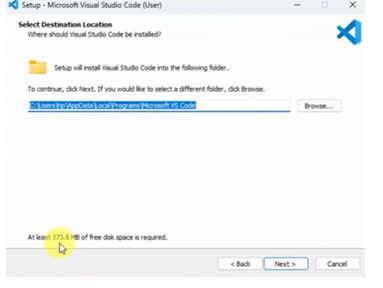 Setup - Microsoft Visual Studio Code (User)
Select Destination Location
Where should Visual Studio Code be installed?
Setup will install Visual Studio Code into the following folder.
To continue, click Next. If you would like to select a different folder, click Browse.
C:\Users\hp\AppData\Local\Programs\Microsoft VS Code
Browse...
At least 373.8 MB of free disk space is required.
< Back
Next >
Cancel